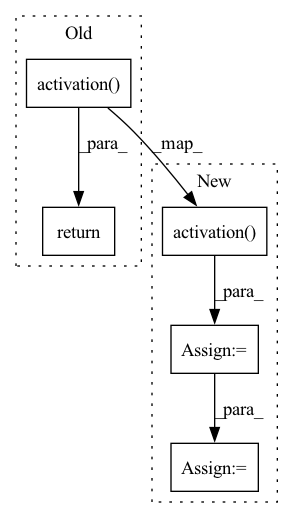 Old
activation()
_para_
_map_
New
return
activation()
_para_
Assign:=
_para_
Assign:=